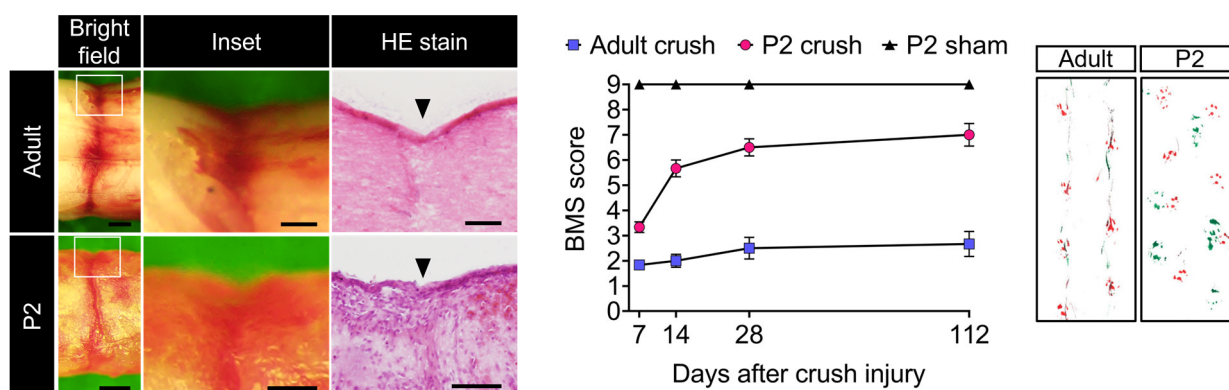 Bright
field
Inset
HE stain
Adult
P2
Adult crush
P2 crush
P2 sham
BMS score
9
8
7
6
5
4
3
2
1
0
7
14
28
112
Days after crush injury
Adult
P2